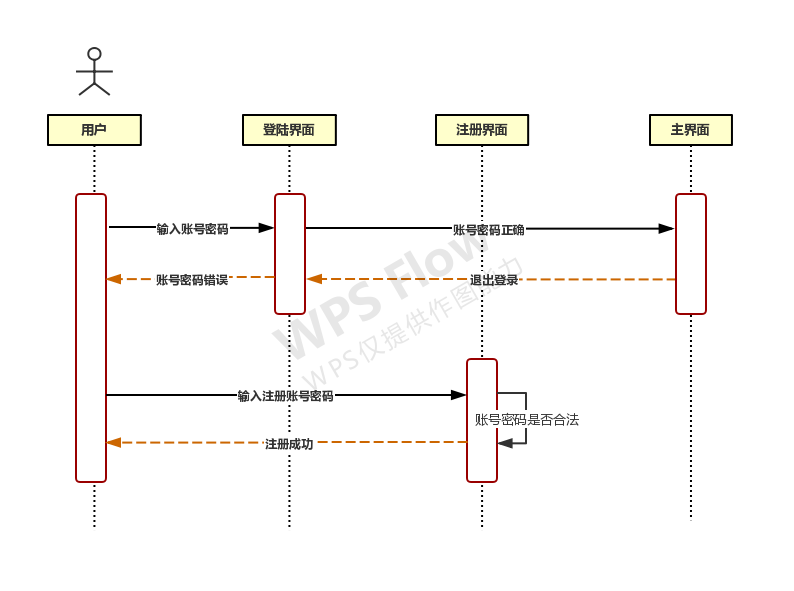 用户
登陆界面
注册界面
主界面
输入账号密码
账号密码正确
账号密码错误
退出登录
WPS Flow
WPS仅提供作图能力
输入注册账号密码
账号密码是否合法
注册成功